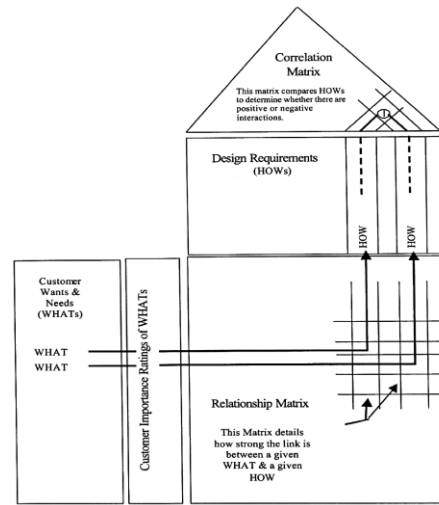 Correlation
Matrix
This matrix compares HOWs
to determine whether there are
positive or negative
interactions.
Design Requirements
(HOWs)
HOW
HOW
Customer
Wants &
Needs
(WHATs)
WHAT
WHAT
Customer Importance Ratings of WHATs
Relationship Matrix
This Matrix details
how strong the link is
between a given
WHAT & a given
HOW